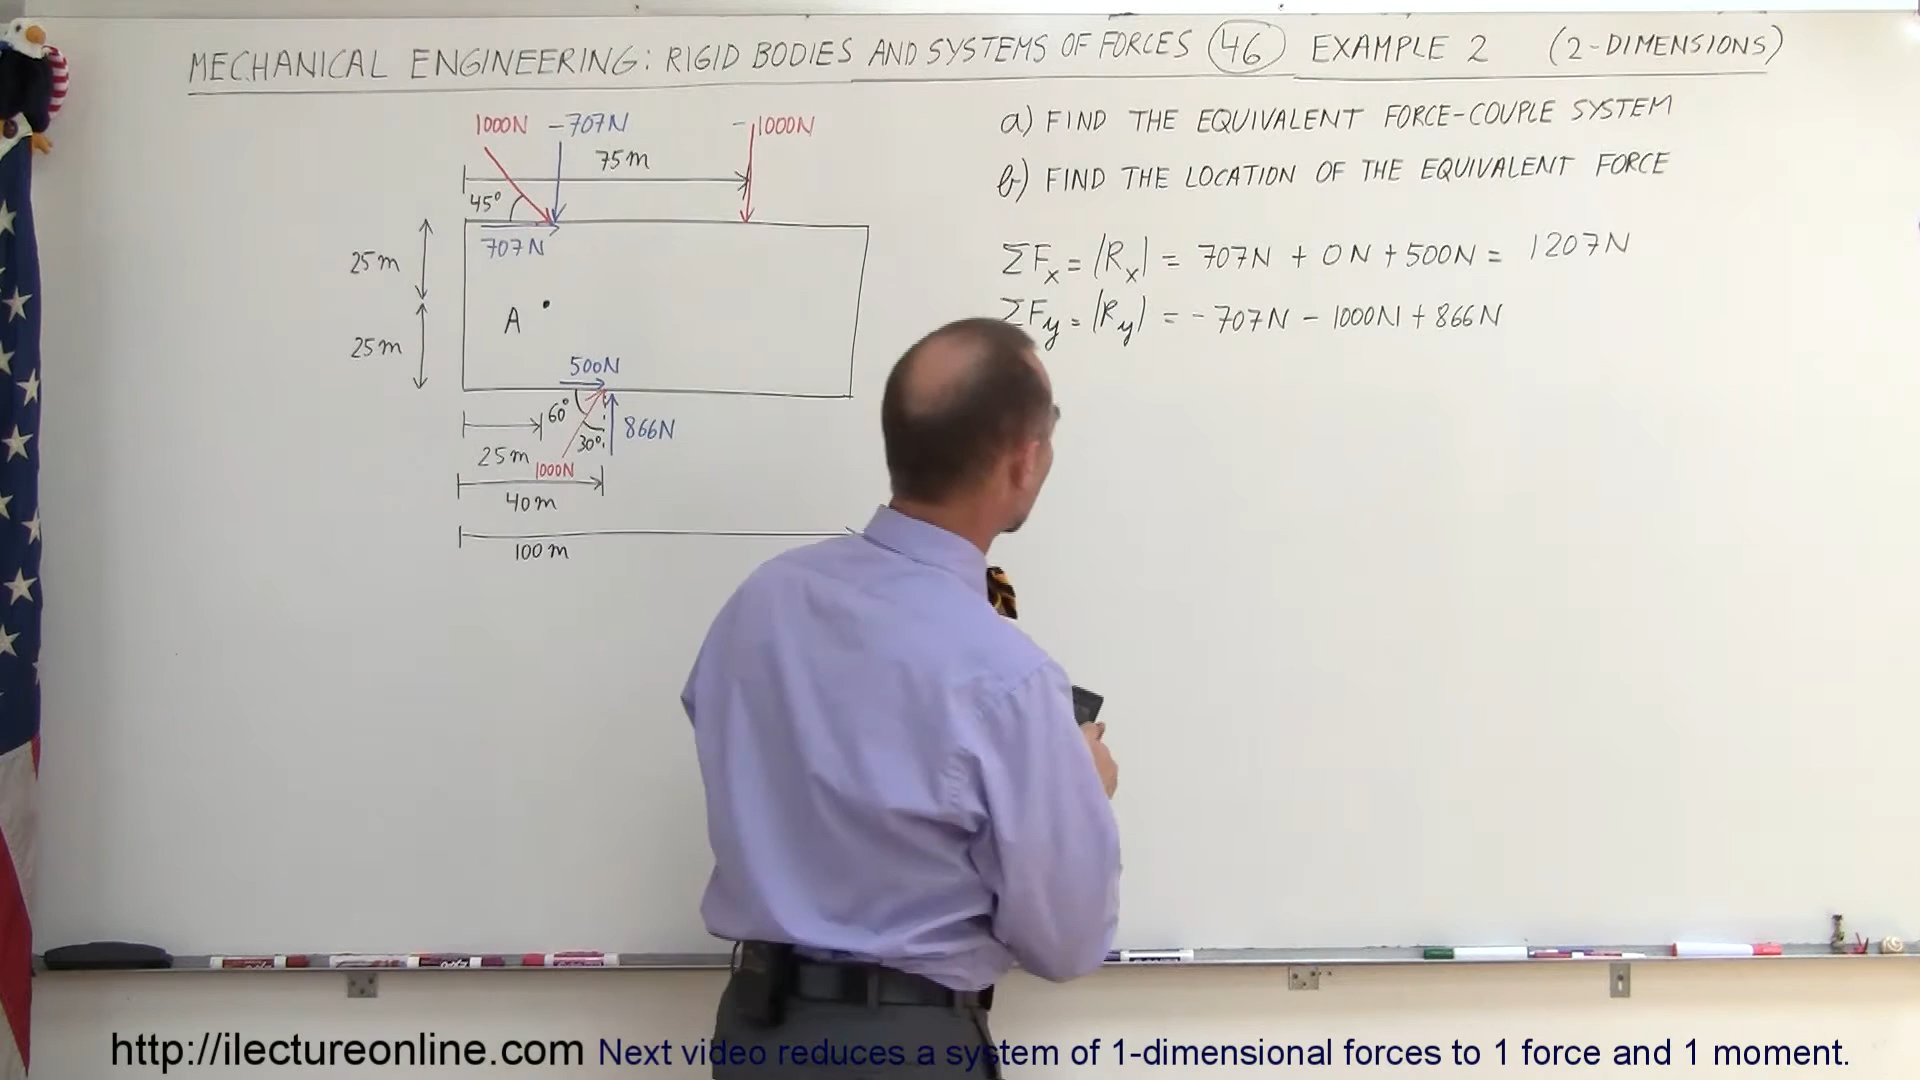 MECHANICAL ENGINEERING: RIGID BODIES AND SYSTEMS OF FORCES 46 EXAMPLE 2 (2-DIMENSIONS)
1000N -707N -1000N
75m
45°
707N
25m
A
25m
500N
60°
30°
866N
25m
1000N
40m
100m
a) FIND THE EQUIVALENT FORCE-COUPLE SYSTEM
b) FIND THE LOCATION OF THE EQUIVALENT FORCE
ΣFx = |Rx| = 707N + 0N + 500N = 1207N
ΣFy = |Ry| = -707N - 1000N + 866N
http://ilectureonline.com Next video reduces a system of 1-dimensional forces to 1 force and 1 moment.